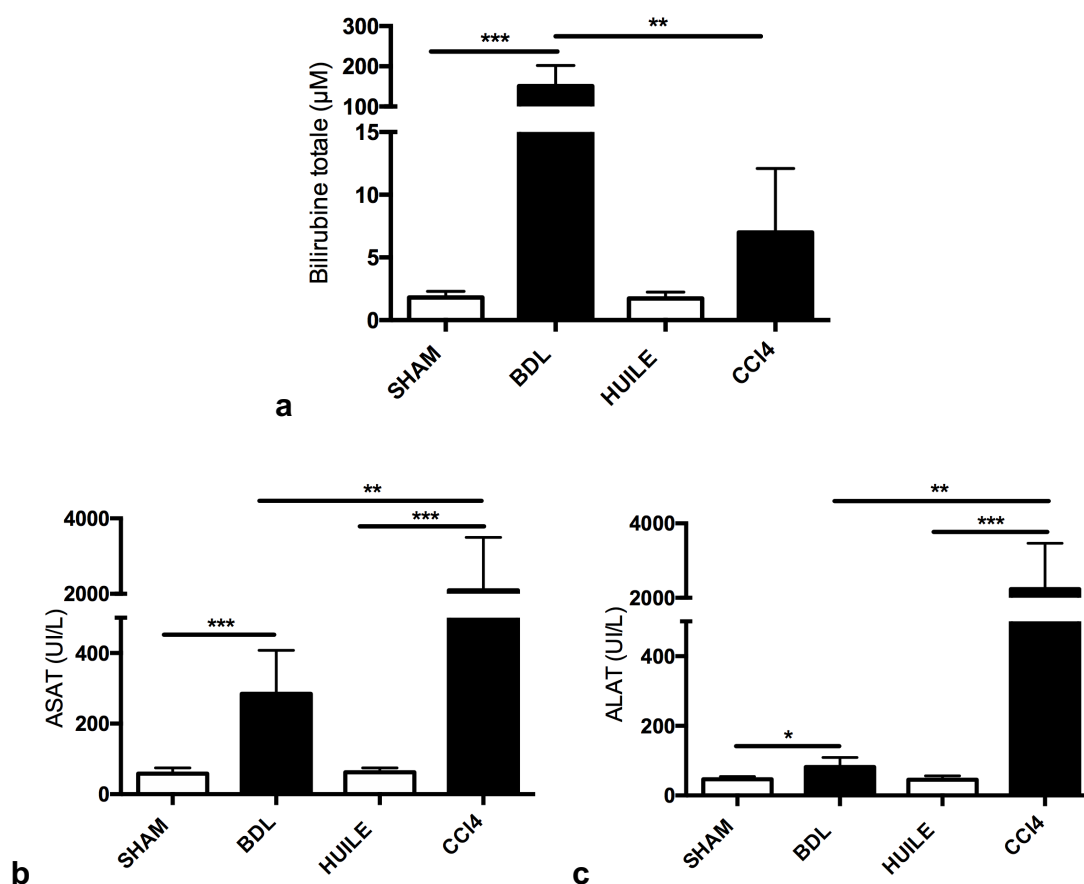 Bilirubine totale (µM)
300
200
100
15
10
5
0
***
**
SHAM
BDL
HUILE
CCl4
a
ASAT (UI/L)
4000
2000
400
200
0
**
***
***
SHAM
BDL
HUILE
CCl4
b
ALAT (UI/L)
4000
2000
400
200
0
**
***
*
SHAM
BDL
HUILE
CCl4
c